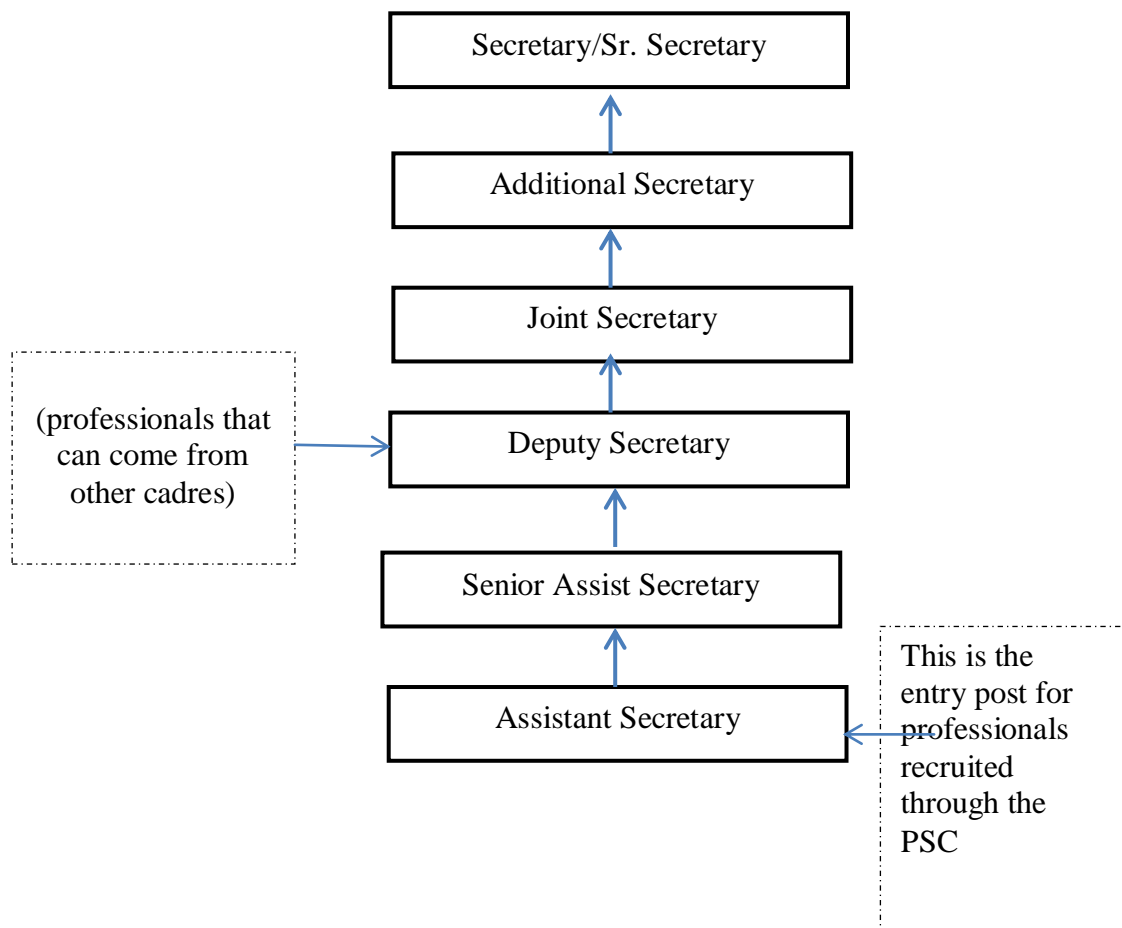 Secretary/Sr. Secretary
Additional Secretary
Joint Secretary
(professionals that
can come from
other cadres)
Deputy Secretary
Senior Assist Secretary
Assistant Secretary
This is the
entry post for
professionals
recruited
through the
PSC